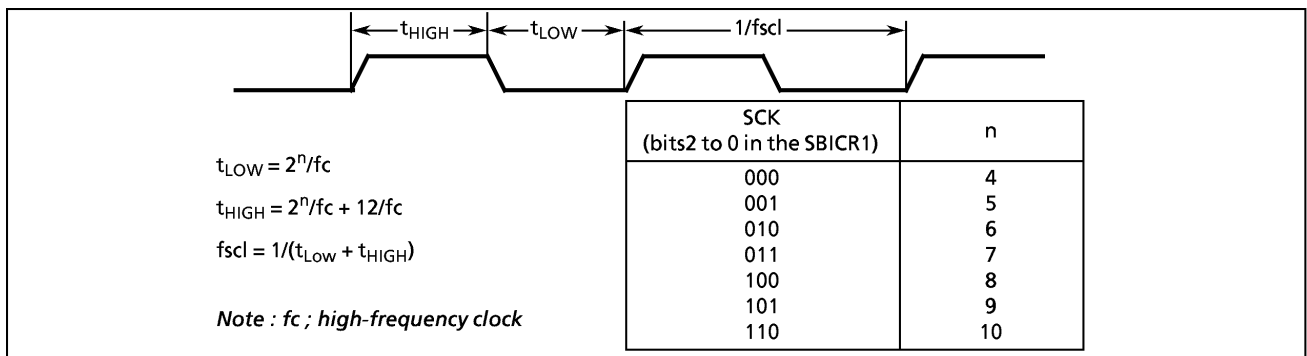 tHIGH tLOW 1/fscl
SCK
(bits2 to 0 in the SBICR1) n
000 4
001 5
010 6
011 7
100 8
101 9
110 10
tLOW = 2ⁿ/fc
tHIGH = 2ⁿ/fc + 12/fc
fscl = 1/(tLow + tHIGH)
Note : fc ; high-frequency clock